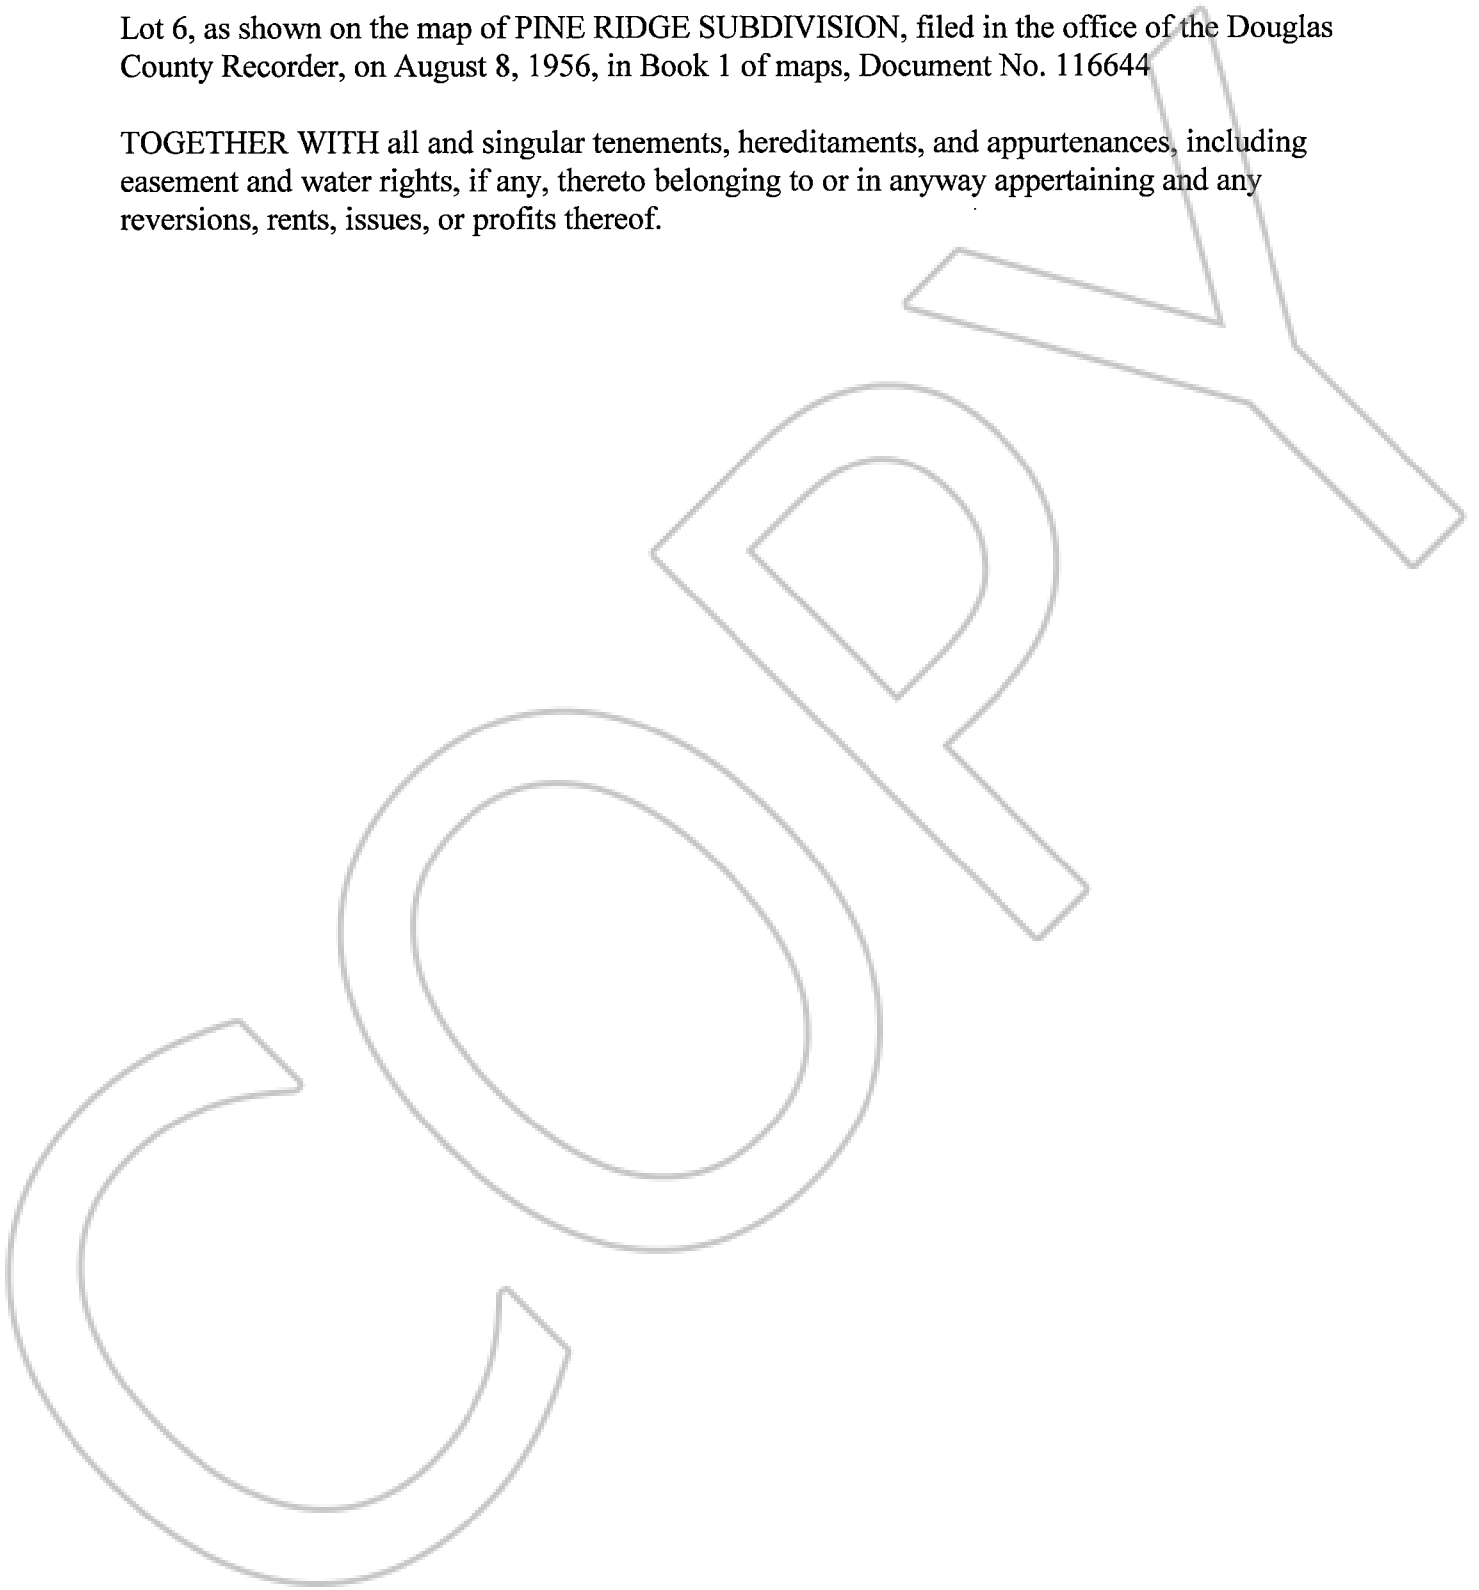 Lot 6, as shown on the map of PINE RIDGE SUBDIVISION, filed in the office of the Douglas
County Recorder, on August 8, 1956, in Book 1 of maps, Document No. 116644
TOGETHER WITH all and singular tenements, hereditaments, and appurtenances, including
easement and water rights, if any, thereto belonging to or in anyway appertaining and any
reversions, rents, issues, or profits thereof.
COPY